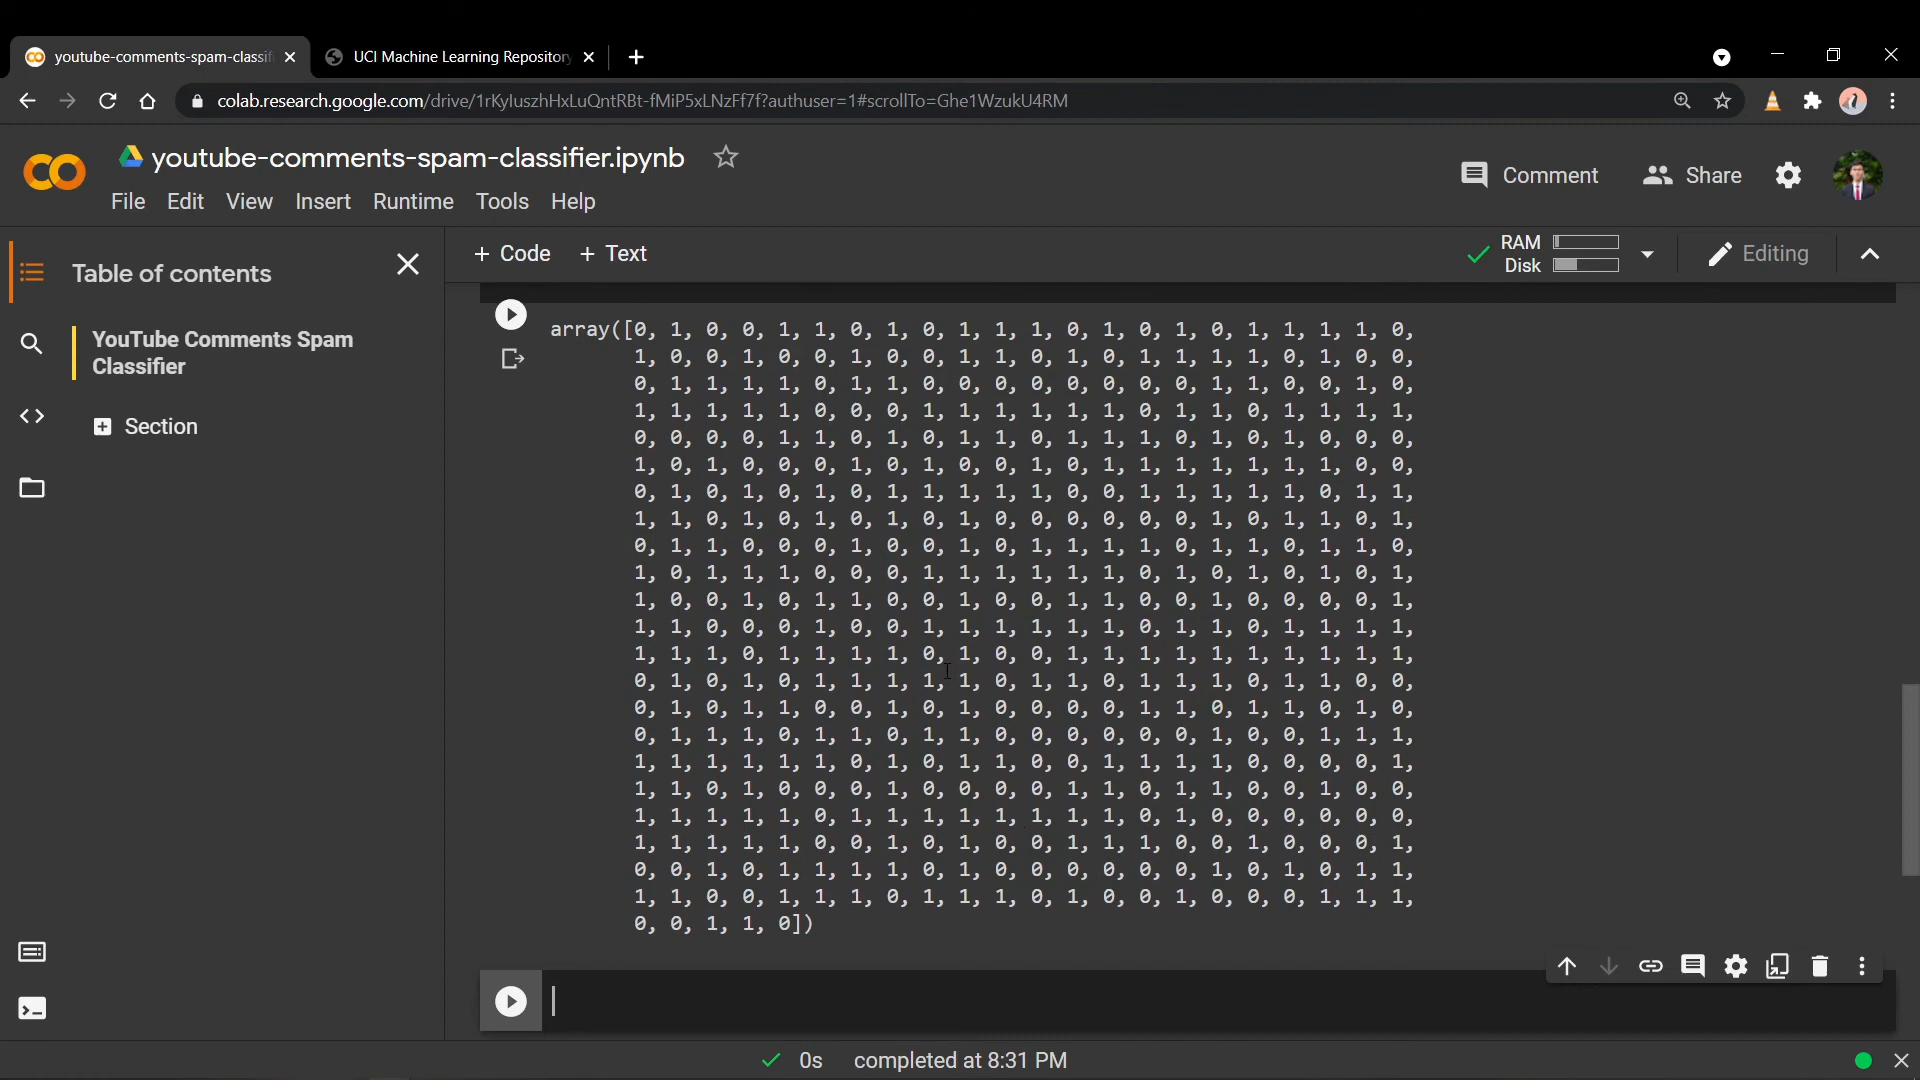 youtube-comments-spam-classif
UCI Machine Learning Repository
colab.research.google.com/drive/1rKyluszhHxLuQntRBt-fMiP5xLNzFf7f?authuser=1#scrollTo=Ghe1WzukU4RM
youtube-comments-spam-classifier.ipynb
Comment
Share
File Edit View Insert Runtime Tools Help
+ Code + Text
RAM
Disk
Editing
Table of contents
YouTube Comments Spam
Classifier
Section
array([0, 1, 0, 0, 1, 1, 0, 1, 0, 1, 1, 1, 0, 1, 0, 1, 0, 1, 1, 1, 1, 0,
1, 0, 0, 1, 0, 0, 1, 0, 0, 1, 1, 0, 1, 0, 1, 1, 1, 1, 0, 1, 0, 0,
0, 1, 1, 1, 1, 0, 1, 1, 0, 0, 0, 0, 0, 0, 0, 0, 1, 1, 0, 0, 1, 0,
1, 1, 1, 1, 1, 0, 0, 0, 1, 1, 1, 1, 1, 1, 0, 1, 1, 0, 1, 1, 1, 1,
0, 0, 0, 0, 1, 1, 0, 1, 0, 1, 1, 0, 1, 1, 1, 0, 1, 0, 1, 0, 0, 0,
1, 0, 1, 0, 0, 0, 1, 0, 1, 0, 0, 1, 0, 1, 1, 1, 1, 1, 1, 1, 0, 0,
0, 1, 0, 1, 0, 1, 0, 1, 1, 1, 1, 1, 0, 0, 1, 1, 1, 1, 1, 0, 1, 1,
1, 1, 0, 1, 0, 1, 0, 1, 0, 1, 0, 0, 0, 0, 0, 0, 1, 0, 1, 1, 0, 1,
0, 1, 1, 0, 0, 0, 1, 0, 0, 1, 0, 1, 1, 1, 1, 0, 1, 1, 0, 1, 1, 0,
1, 0, 1, 1, 1, 0, 0, 0, 1, 1, 1, 1, 1, 1, 0, 1, 0, 1, 0, 1, 0, 1,
1, 0, 0, 1, 0, 1, 1, 0, 0, 1, 0, 0, 1, 1, 0, 0, 1, 0, 0, 0, 0, 1,
1, 1, 0, 0, 0, 1, 0, 0, 1, 1, 1, 1, 1, 1, 0, 1, 1, 0, 1, 1, 1, 1,
1, 1, 1, 0, 1, 1, 1, 1, 0, 1, 0, 0, 1, 1, 1, 1, 1, 1, 1, 1, 1, 1,
0, 1, 0, 1, 0, 1, 1, 1, 1, 1, 0, 1, 1, 0, 1, 1, 1, 0, 1, 1, 0, 0,
0, 1, 0, 1, 1, 0, 0, 1, 0, 1, 0, 0, 0, 0, 1, 1, 0, 1, 1, 0, 1, 0,
0, 1, 1, 1, 0, 1, 1, 0, 1, 1, 0, 0, 0, 0, 0, 0, 1, 0, 0, 1, 1, 1,
1, 1, 1, 1, 1, 1, 0, 1, 0, 1, 1, 0, 0, 1, 1, 1, 1, 0, 0, 0, 0, 1,
1, 1, 0, 1, 0, 0, 0, 1, 0, 0, 0, 0, 1, 1, 0, 1, 1, 0, 0, 1, 0, 0,
1, 1, 1, 1, 1, 0, 1, 1, 1, 1, 1, 1, 1, 1, 0, 1, 0, 0, 0, 0, 0, 0,
1, 1, 1, 1, 1, 0, 0, 1, 0, 1, 0, 0, 1, 1, 1, 0, 0, 1, 0, 0, 0, 1,
0, 0, 1, 0, 1, 1, 1, 1, 0, 1, 0, 0, 0, 0, 0, 0, 1, 0, 1, 0, 1, 1,
1, 1, 0, 0, 1, 1, 1, 0, 1, 1, 1, 0, 1, 0, 0, 1, 0, 0, 0, 1, 1, 1,
0, 0, 1, 1, 0])
0s completed at 8:31 PM